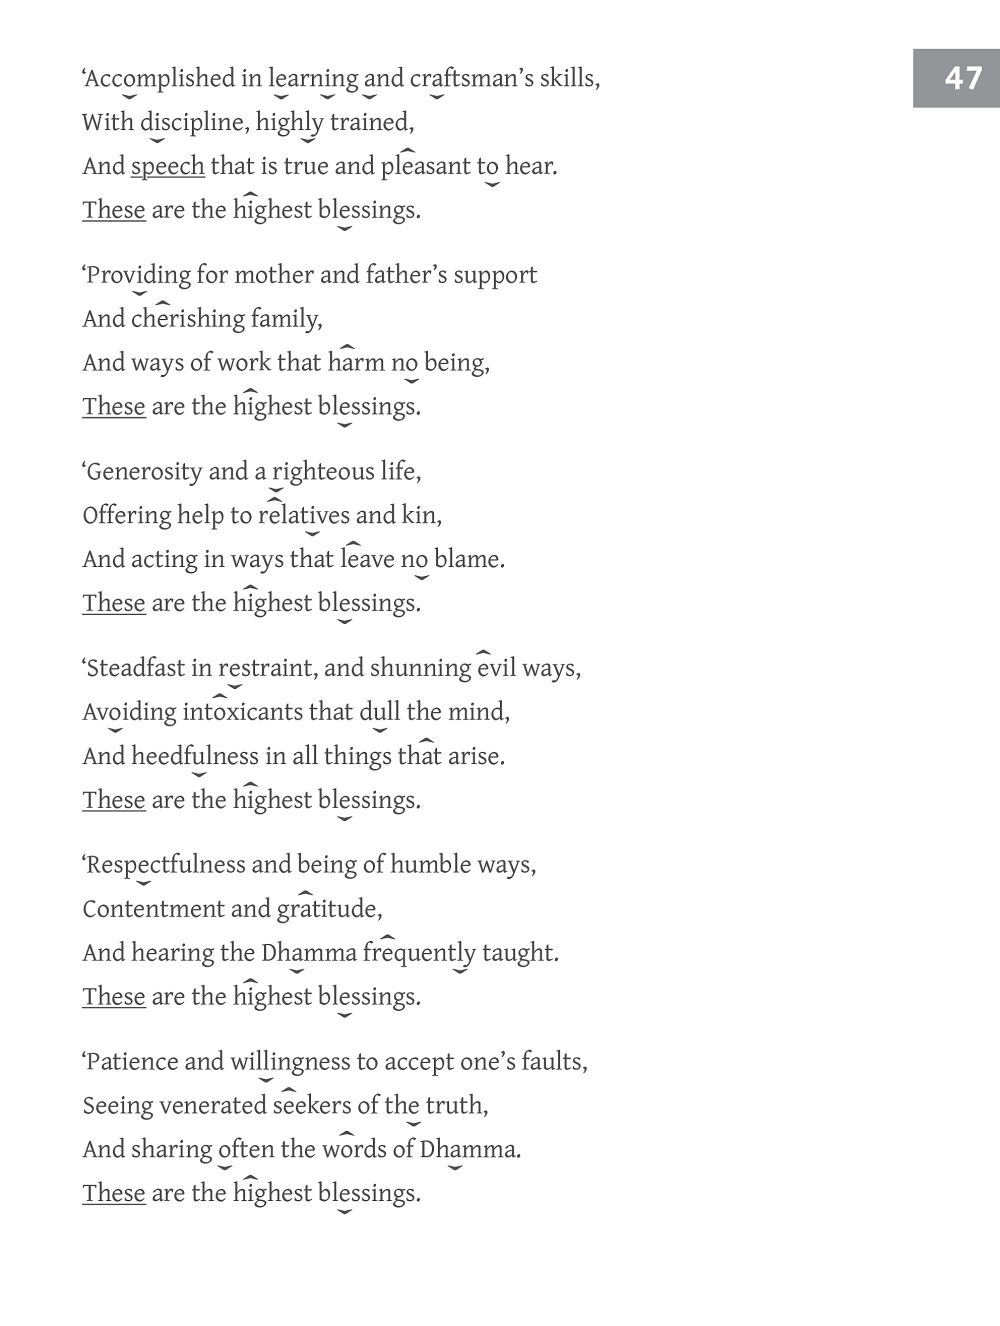 47
‘Accomplished in learning and craftsman’s skills,
With discipline, highly trained,
And speech that is true and pleasant to hear.
These are the highest blessings.
‘Providing for mother and father’s support
And cherishing family,
And ways of work that harm no being,
These are the highest blessings.
‘Generosity and a righteous life,
Offering help to relatives and kin,
And acting in ways that leave no blame.
These are the highest blessings.
‘Steadfast in restraint, and shunning evil ways,
Avoiding intoxicants that dull the mind,
And heedfulness in all things that arise.
These are the highest blessings.
‘Respectfulness and being of humble ways,
Contentment and gratitude,
And hearing the Dhamma frequently taught.
These are the highest blessings.
‘Patience and willingness to accept one’s faults,
Seeing venerated seekers of the truth,
And sharing often the words of Dhamma.
These are the highest blessings.